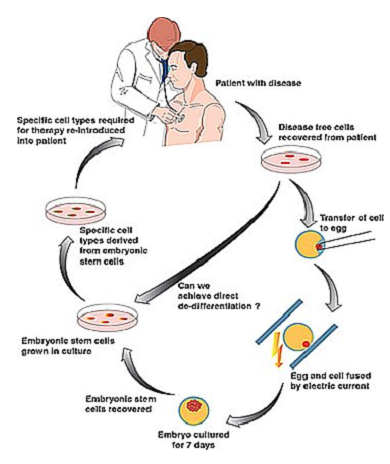 Patient with disease
Specific cell types required
for therapy re-introduced
into patient
Disease free cells
recovered from patient
Transfer of cell
to egg
Specific cell
types derived
from embryonic
stem cells
Can we
achieve direct
de-differentiation ?
Embryonic stem cells
grown in culture
Egg and cell fused
by electric current
Embryonic stem
cells recovered
Embryo cultured
for 7 days